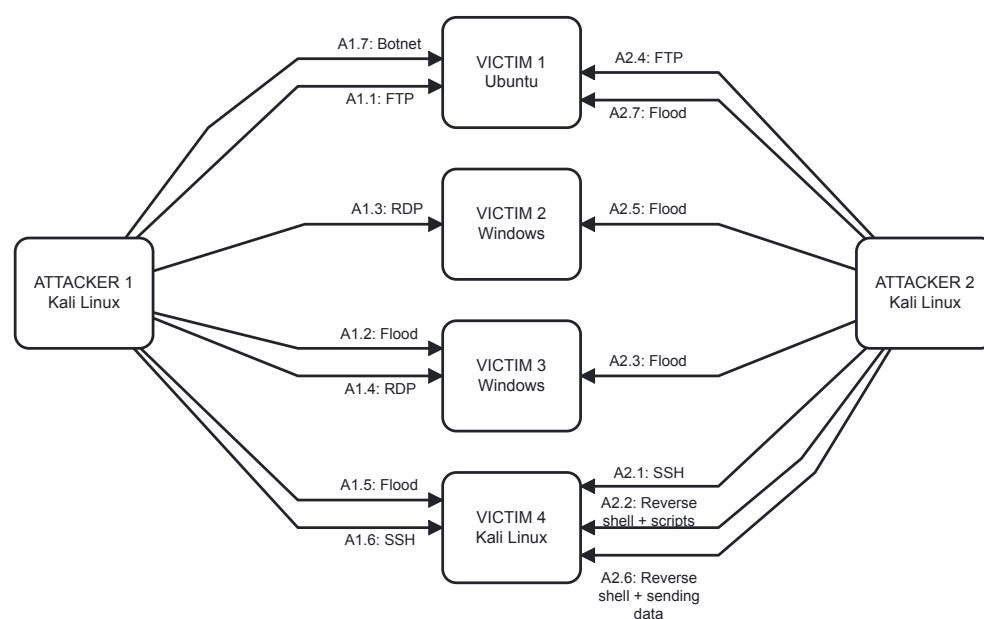 A1.7: Botnet
A1.1: FTP
VICTIM 1
Ubuntu
A2.4: FTP
A2.7: Flood
A1.3: RDP
VICTIM 2
Windows
A2.5: Flood
ATTACKER 1
Kali Linux
ATTACKER 2
Kali Linux
A1.2: Flood
A1.4: RDP
VICTIM 3
Windows
A2.3: Flood
A1.5: Flood
A1.6: SSH
VICTIM 4
Kali Linux
A2.1: SSH
A2.2: Reverse
shell + scripts
A2.6: Reverse
shell + sending
data